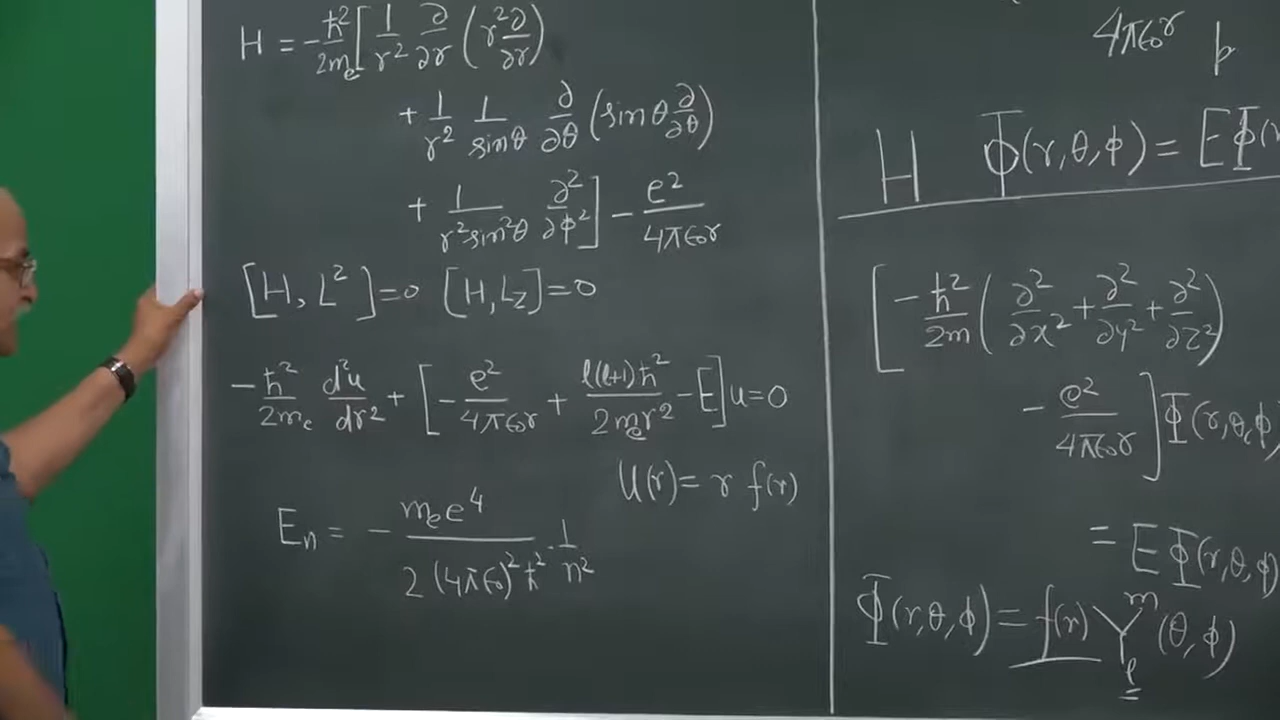 H = -ħ²/2mₑ [ 1/r² ∂/∂r (r² ∂/∂r)
+ 1/r² 1/sinθ ∂/∂θ (sinθ ∂/∂θ)
+ 1/r²sin²θ ∂²/∂ϕ² ] - e²/4πϵ₀r
[H, L²] = 0 [H, L_z] = 0
-ħ²/2mₑ d²u/dr² + [ -e²/4πϵ₀r + l(l+1)ħ²/2mₑr² - E ] u = 0
U(r) = r f(r)
Eₙ = - mₑe⁴/2(4πϵ₀)²ħ² · 1/n²
4πϵ₀r
p
H Φ(r,θ,ϕ) = EΦ(r
[ -ħ²/2m ( ∂²/∂x² + ∂²/∂y² + ∂²/∂z² )
- e²/4πϵ₀r ] Φ(r,θ,ϕ)
= EΦ(r,θ,ϕ)
Φ(r,θ,ϕ) = f(r) Y_l^m (θ,ϕ)